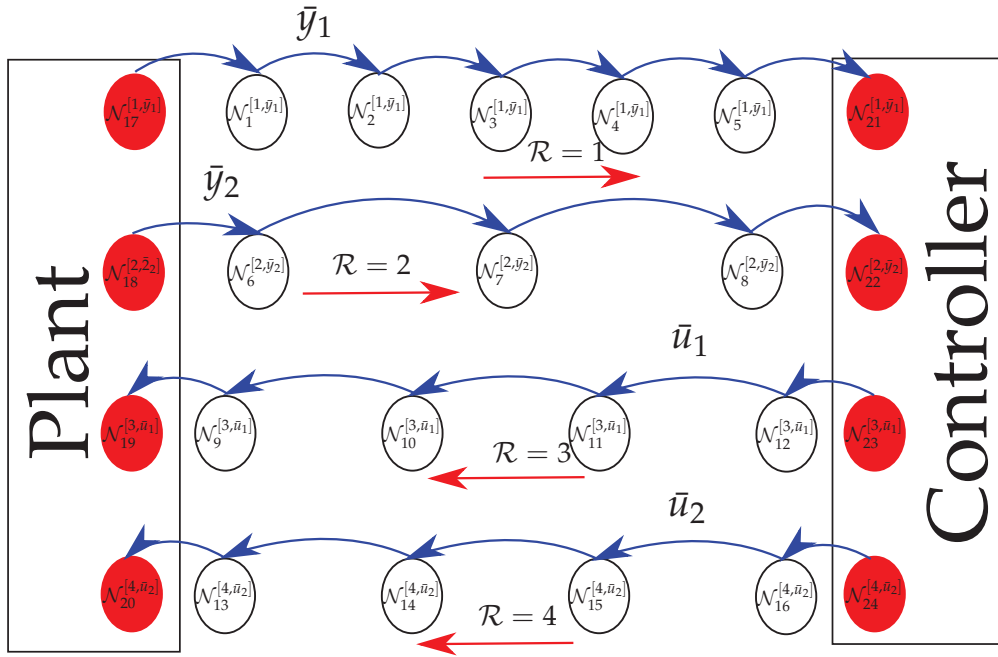 ȳ₁
𝒩₁₇^[1,ȳ₁] 𝒩₁^[1,ȳ₁] 𝒩₂^[1,ȳ₁] 𝒩₃^[1,ȳ₁] 𝒩₄^[1,ȳ₁] 𝒩₅^[1,ȳ₁] 𝒩₂₁^[1,ȳ₁]
ℛ = 1
ȳ₂
𝒩₁₈^[2,z̄₂] 𝒩₆^[2,ȳ₂] 𝒩₇^[2,ȳ₂] 𝒩₈^[2,ȳ₂] 𝒩₂₂^[2,ȳ₂]
ℛ = 2
ū₁
𝒩₁₉^[3,ū₁] 𝒩₉^[3,ū₁] 𝒩₁₀^[3,ū₁] 𝒩₁₁^[3,ū₁] 𝒩₁₂^[3,ū₁] 𝒩₂₃^[3,ū₁]
ℛ = 3
ū₂
𝒩₂₀^[4,ū₂] 𝒩₁₃^[4,ū₂] 𝒩₁₄^[4,ū₂] 𝒩₁₅^[4,ū₂] 𝒩₁₆^[4,ū₂] 𝒩₂₄^[4,ū₂]
ℛ = 4
Plant
Controller